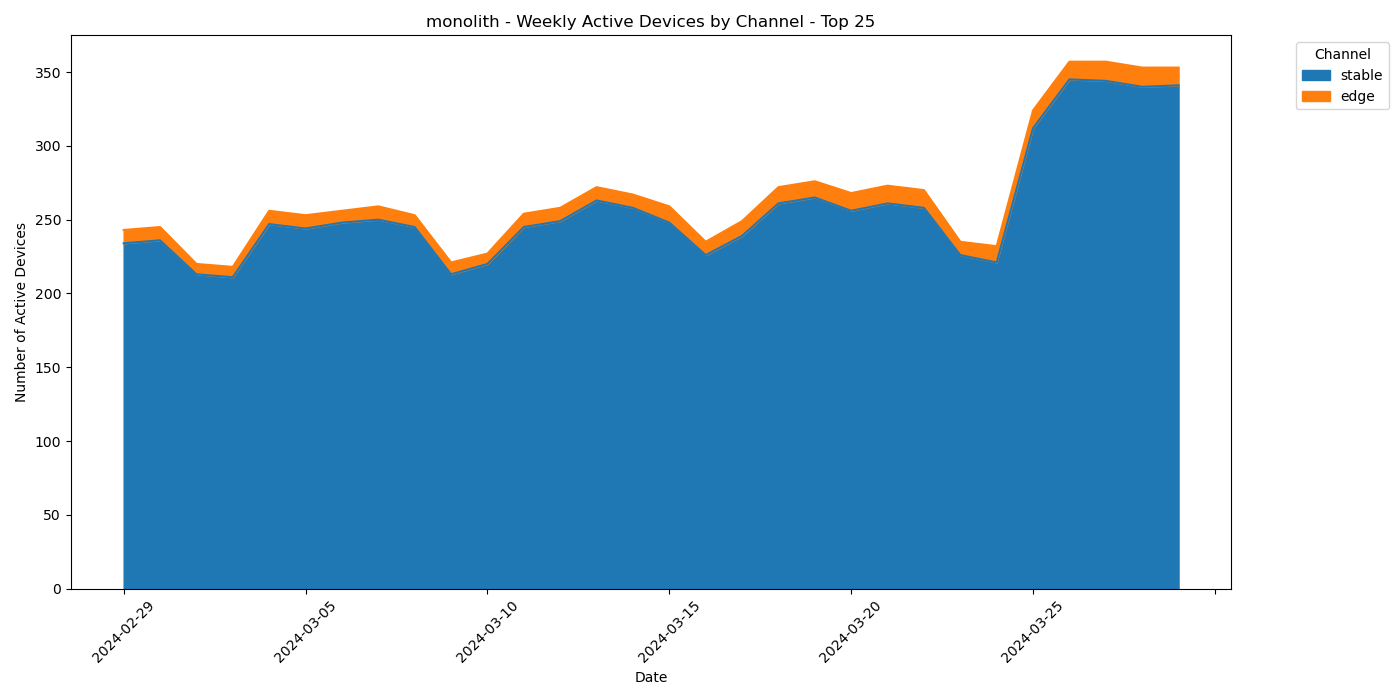 monolith - Weekly Active Devices by Channel - Top 25
Channel
stable
edge
Number of Active Devices
350
300
250
200
150
100
50
0
2024-02-29
2024-03-05
2024-03-10
2024-03-15
2024-03-20
2024-03-25
Date